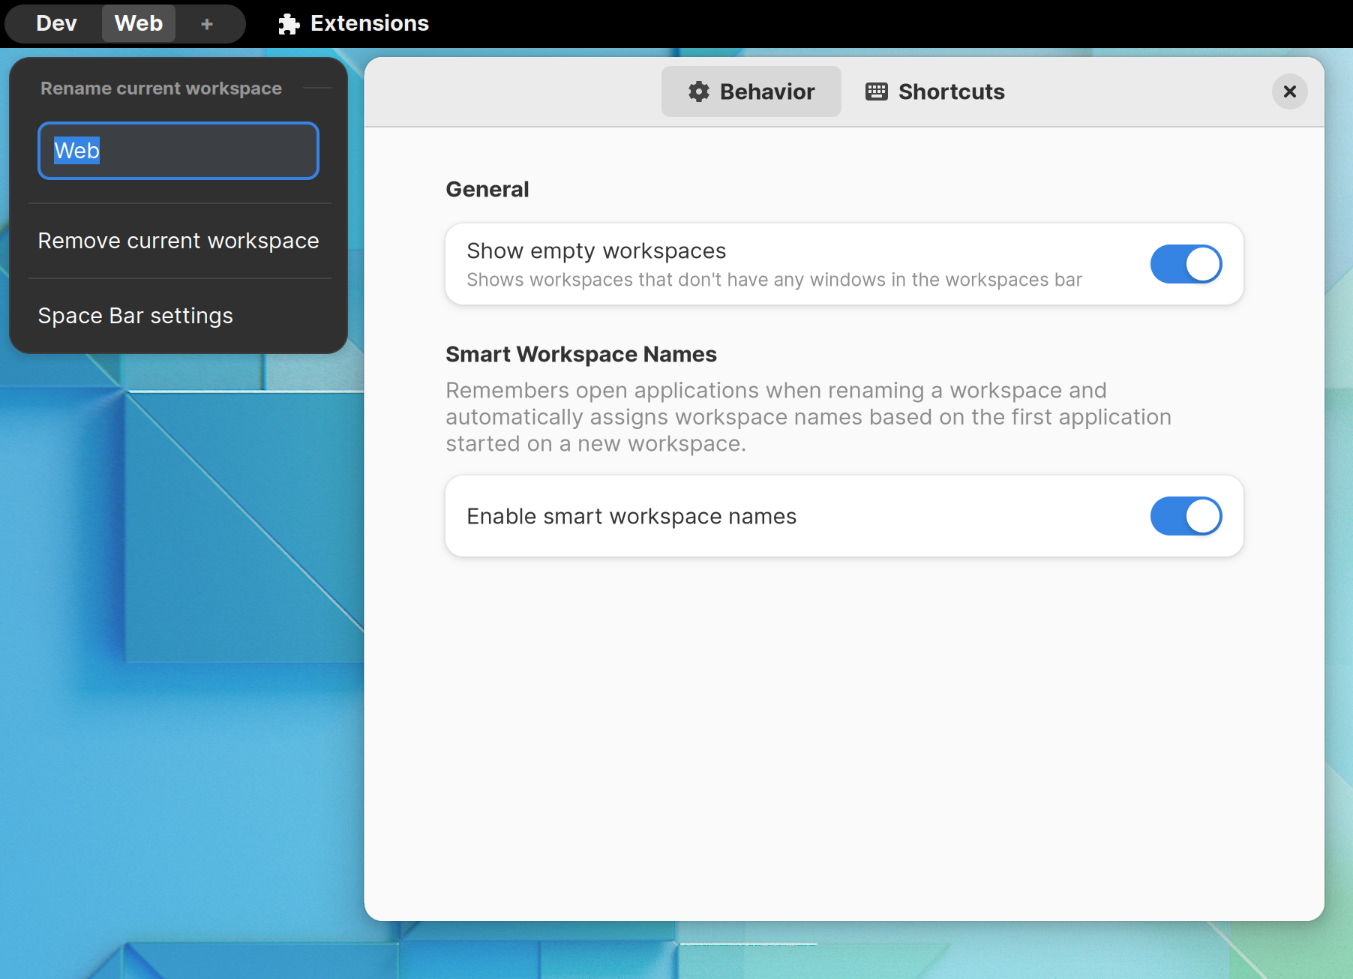 Dev Web + Extensions
Rename current workspace
Web
Remove current workspace
Space Bar settings
Behavior Shortcuts
General
Show empty workspaces
Shows workspaces that don't have any windows in the workspaces bar
Smart Workspace Names
Remembers open applications when renaming a workspace and
automatically assigns workspace names based on the first application
started on a new workspace.
Enable smart workspace names